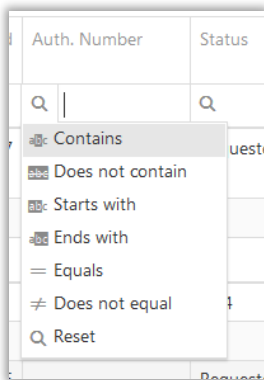 Auth. Number Status
Contains
Does not contain
Starts with
Ends with
Equals
Does not equal
Reset